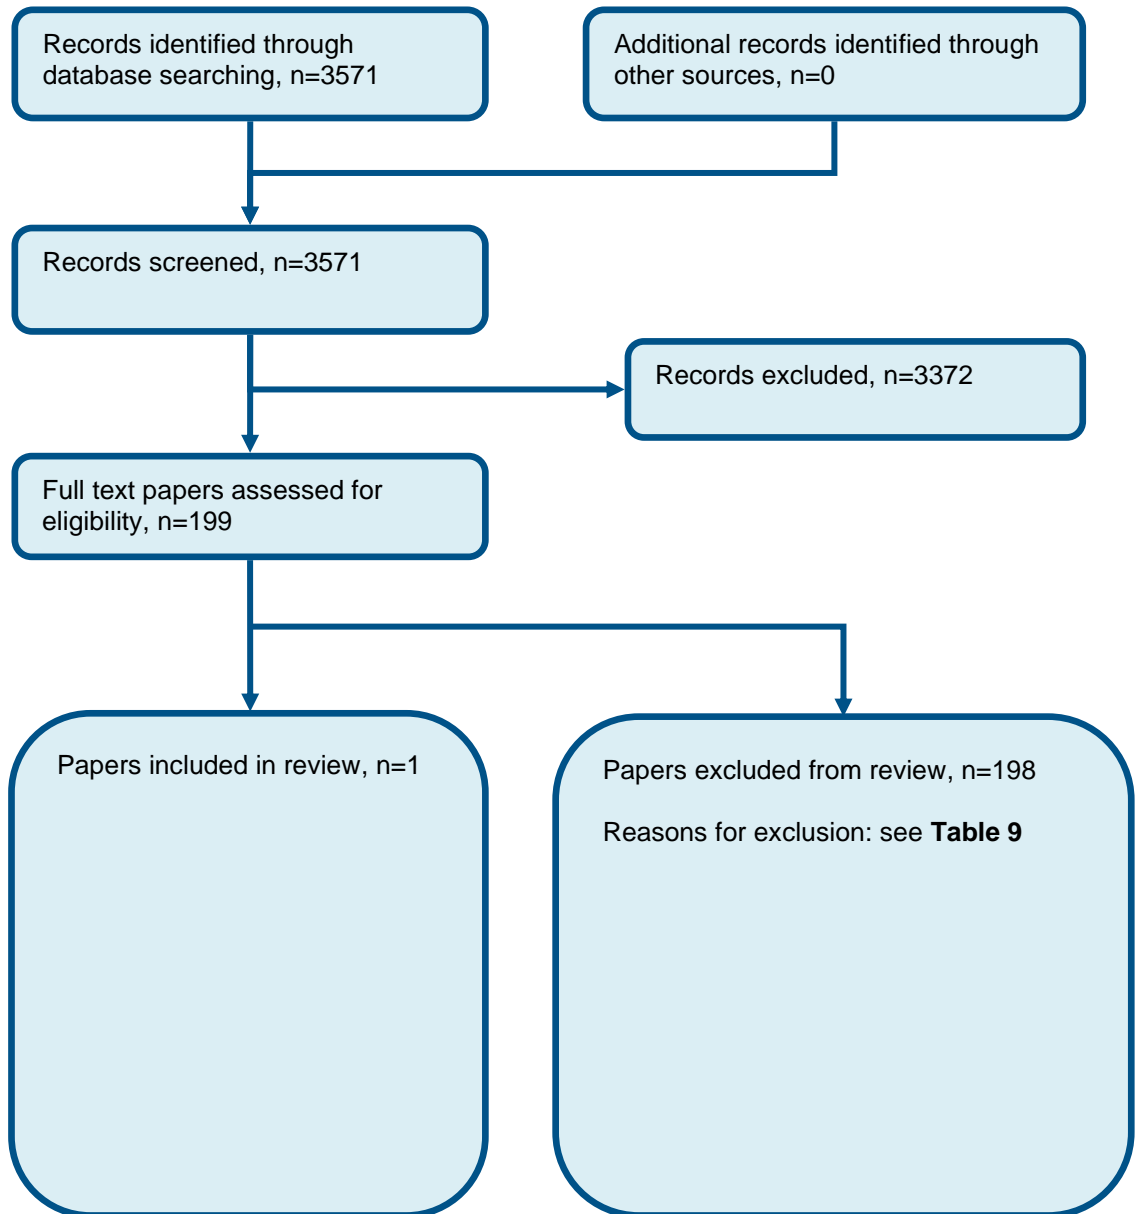 Records identified through
database searching, n=3571
Additional records identified through
other sources, n=0
Records screened, n=3571
Records excluded, n=3372
Full text papers assessed for
eligibility, n=199
Papers included in review, n=1
Papers excluded from review, n=198
Reasons for exclusion: see Table 9